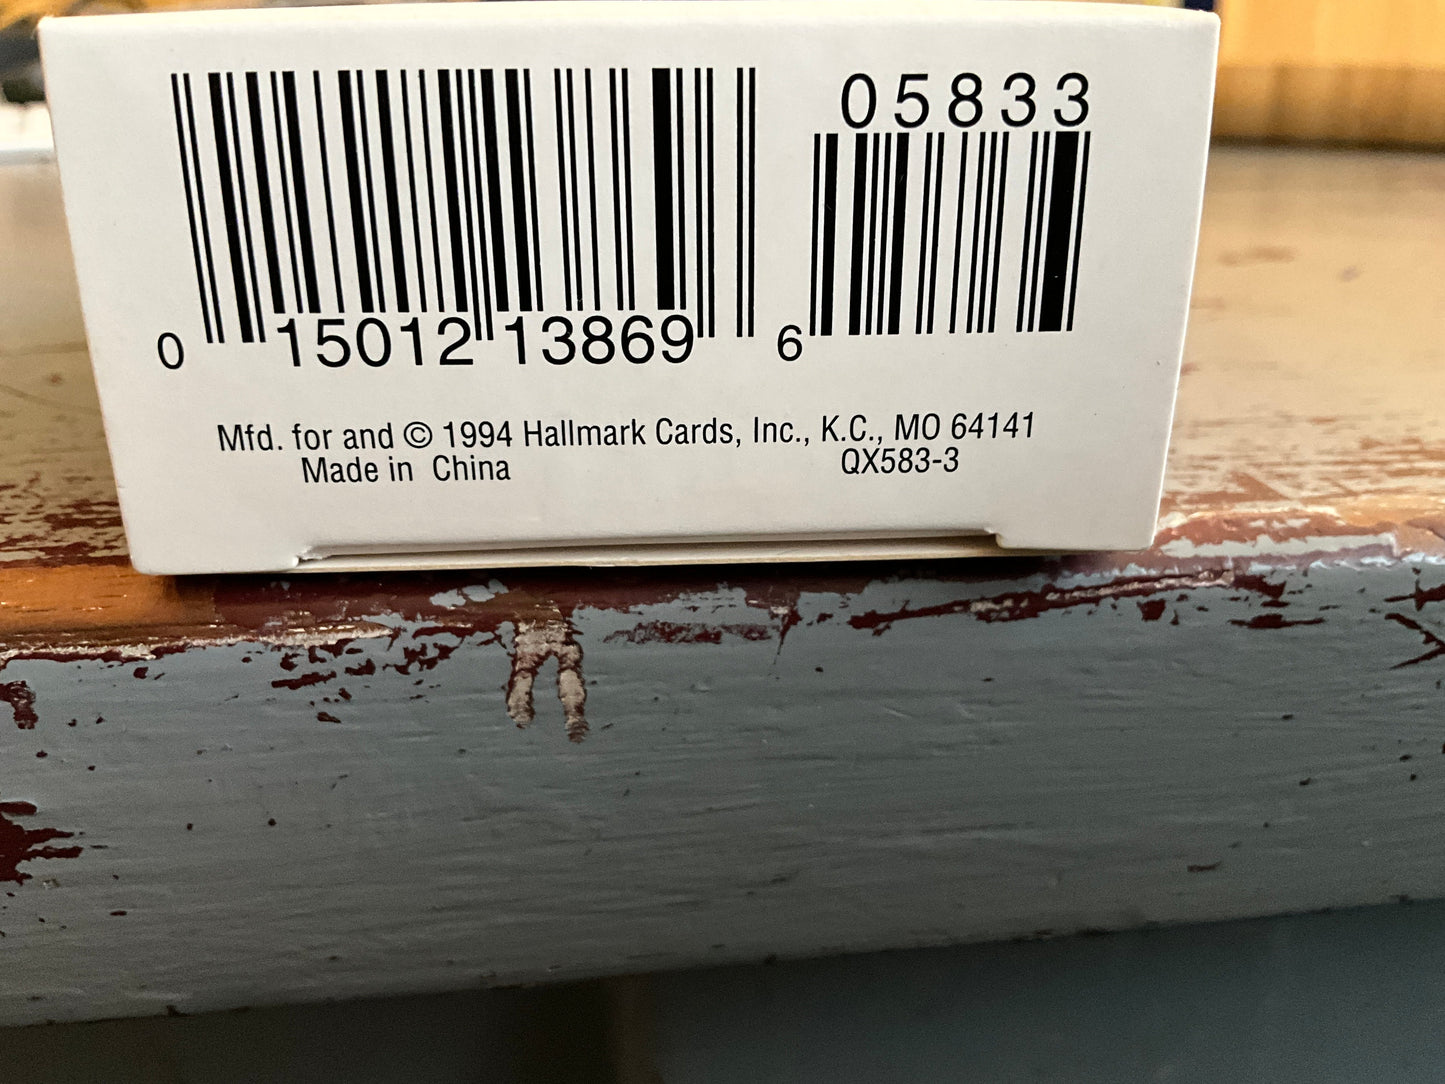 05833
0 15012 13869 6
Mfd. for and © 1994 Hallmark Cards, Inc., K.C., MO 64141
Made in China QX583-3